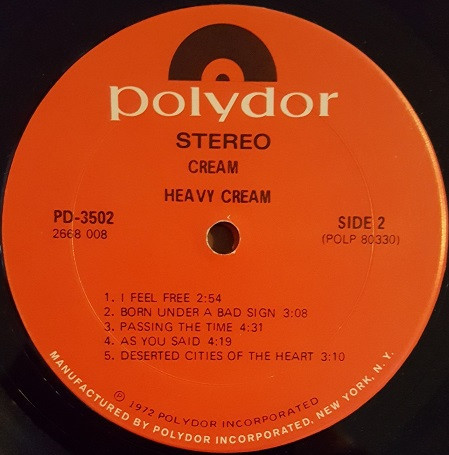 polydor
STEREO
CREAM
HEAVY CREAM
PD-3502
2668 008
SIDE 2
(POLP 80330)
1. I FEEL FREE 2:54
2. BORN UNDER A BAD SIGN 3:08
3. PASSING THE TIME 4:31
4. AS YOU SAID 4:19
5. DESERTED CITIES OF THE HEART 3:10
℗ 1972 POLYDOR INCORPORATED
MANUFACTURED BY POLYDOR INCORPORATED, NEW YORK, N. Y.